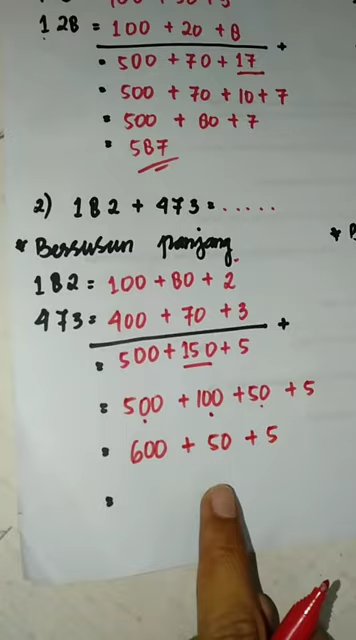 128 = 100 + 20 + 8
+
= 500 + 70 + 17
= 500 + 70 + 10 + 7
= 500 + 80 + 7
= 587
2) 182 + 473 = ......
* Bersusun panjang
182 = 100 + 80 + 2
473 = 400 + 70 + 3
+
= 500 + 150 + 5
= 500 + 100 + 50 + 5
= 600 + 50 + 5
=